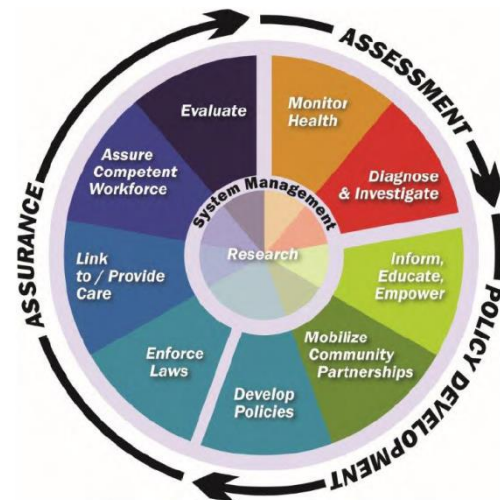 ASSESSMENT
Monitor
Health
Diagnose
& Investigate
POLICY DEVELOPMENT
Inform,
Educate,
Empower
Mobilize
Community
Partnerships
Develop
Policies
ASSURANCE
Enforce
Laws
Link
to / Provide
Care
Assure
Competent
Workforce
Evaluate
System Management
Research